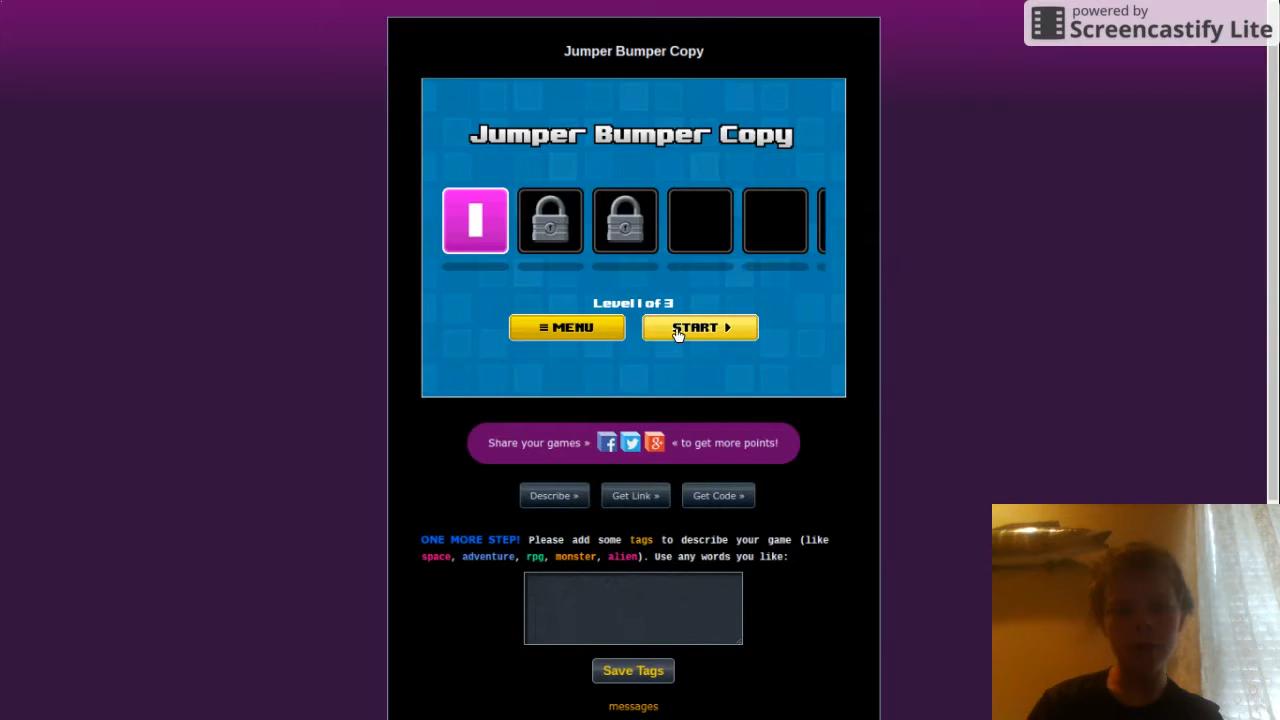 powered by
Screencastify Lite
Jumper Bumper Copy
Jumper Bumper Copy
1
Level 1 of 3
≡ MENU
START ▸
Share your games » « to get more points!
Describe »
Get Link »
Get Code »
ONE MORE STEP! Please add some tags to describe your game (like
space, adventure, rpg, monster, alien). Use any words you like:
Save Tags
messages